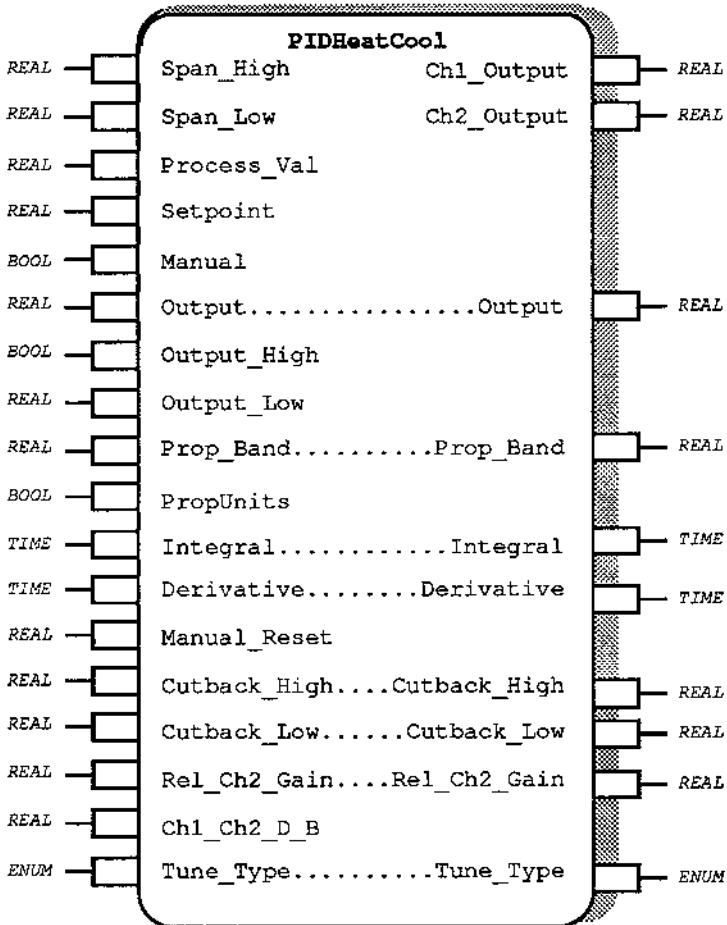 PIDHeatCool
REAL Span_High Ch1_Output REAL
REAL Span_Low Ch2_Output REAL
REAL Process_Val
REAL Setpoint
BOOL Manual
REAL Output.................Output REAL
BOOL Output_High
REAL Output_Low
REAL Prop_Band..........Prop_Band REAL
BOOL PropUnits
TIME Integral............Integral TIME
TIME Derivative........Derivative TIME
REAL Manual_Reset
REAL Cutback_High....Cutback_High REAL
REAL Cutback_Low......Cutback_Low REAL
REAL Rel_Ch2_Gain....Rel_Ch2_Gain REAL
REAL Ch1_Ch2_D_B
ENUM Tune_Type..........Tune_Type ENUM